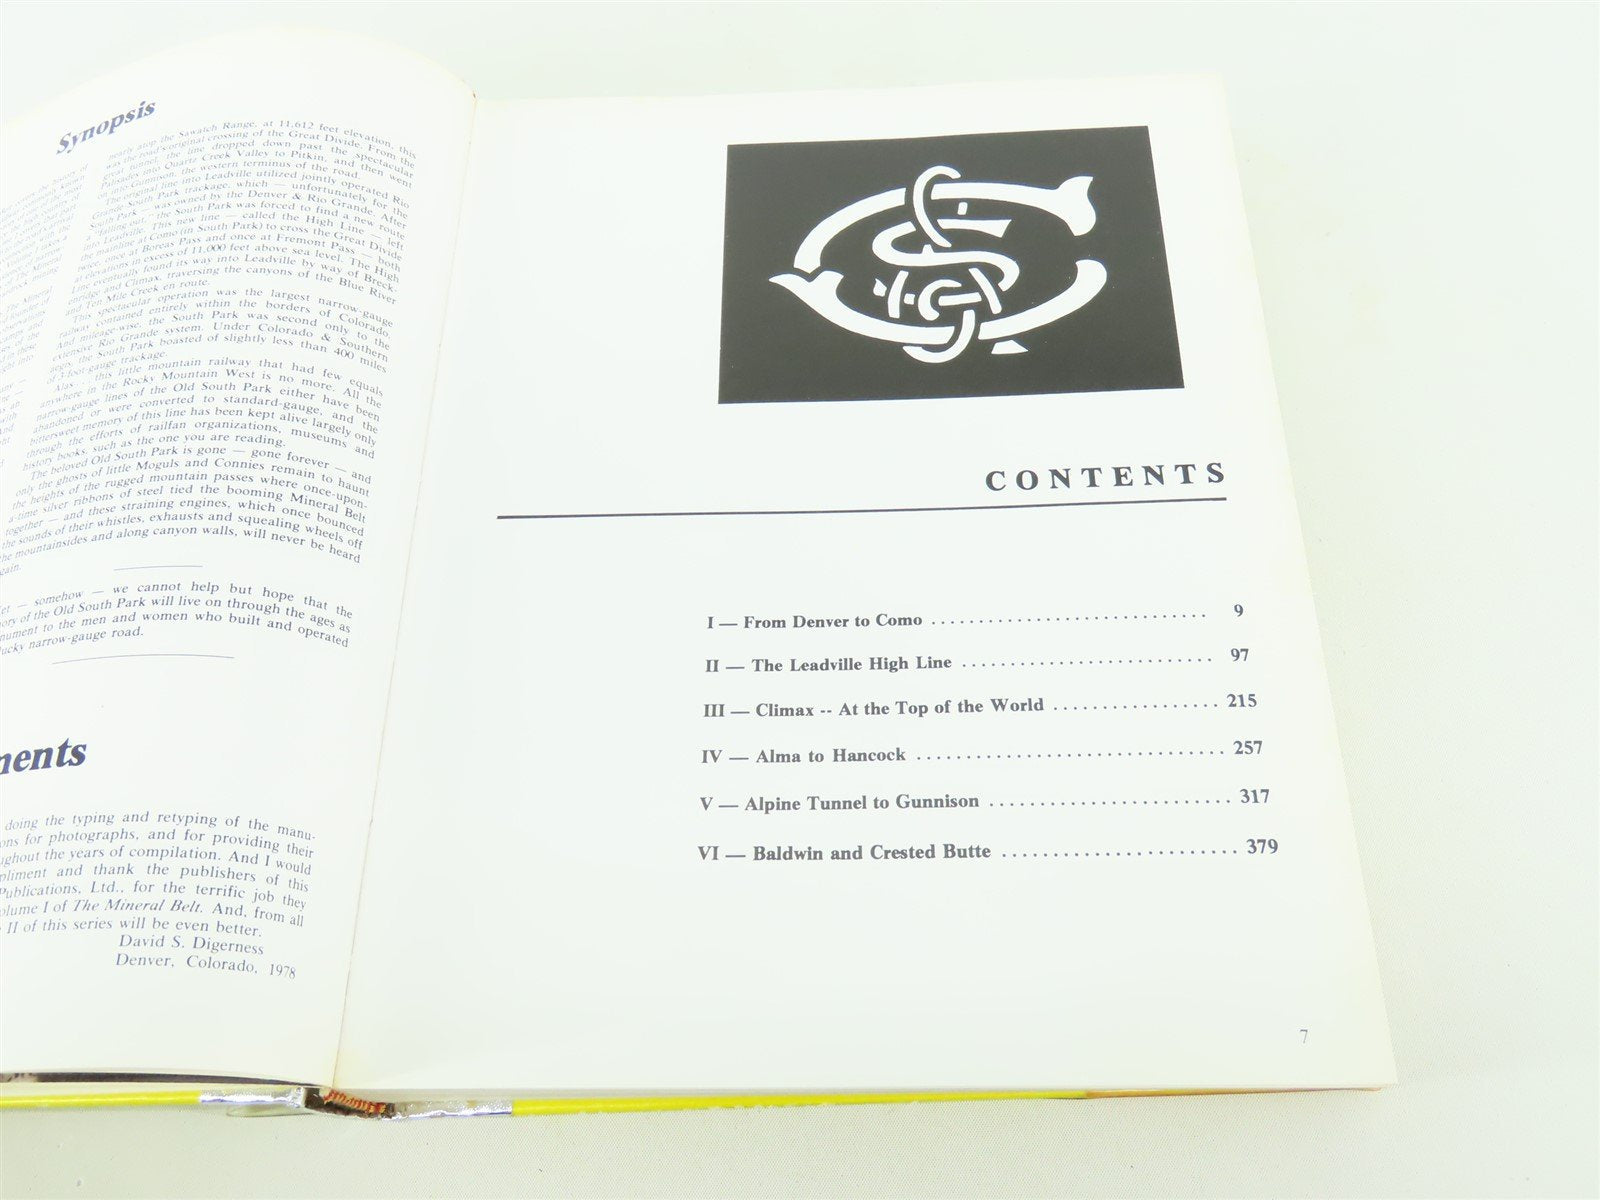 Synopsis
nearly atop the Sawatch Range, at 11,612 feet elevation, this
was the road's original crossing of the Great Divide. From the
great tunnel, the line dropped down past the spectacular
Palisades into Quartz Creek Valley to Pitkin, and then went
on into Gunnison, the western terminus of the road.
The original line into Leadville utilized jointly operated Rio
Grande South Park trackage, which — unfortunately for the
South Park — was owned by the Denver & Rio Grande. After
"falling out," the South Park was forced to find a new route
into Leadville. This new line — called the High Line — left
the mainline at Como (in South Park) to cross the Great Divide
twice, once at Boreas Pass and once at Fremont Pass — both
at elevations in excess of 11,000 feet above sea level. The High
Line eventually found its way into Leadville by way of Breck-
enridge and Climax, traversing the canyons of the Blue River
and Ten Mile Creek en route.
This spectacular operation was the largest narrow-gauge
railway contained entirely within the borders of Colorado.
And mileage-wise, the South Park was second only to the
extensive Rio Grande system. Under Colorado & Southern
aegis, the South Park boasted of slightly less than 400 miles
of 3-foot-gauge trackage.
Alas, this little mountain railway that had few equals
anywhere in the Rocky Mountain West is no more. All the
narrow-gauge lines of the Old South Park either have been
abandoned or were converted to standard-gauge, and the
bittersweet memory of this line has been kept alive largely only
through the efforts of railfan organizations, museums and
history books, such as the one you are reading.
The beloved Old South Park is gone — gone forever — and
only the ghosts of little Moguls and Connies remain to haunt
the heights of the rugged mountain passes where once-upon-
a-time silver ribbons of steel tied the booming Mineral Belt
together — and these straining engines, which once bounced
the sounds of their whistles, exhausts and squealing wheels off
the mountainsides and along canyon walls, will never be heard
gain.
et — somehow — we cannot help but hope that the
ory of the Old South Park will live on through the ages as
nument to the men and women who built and operated
lucky narrow-gauge road.
ments
doing the typing and retyping of the manu-
ons for photographs, and for providing their
ughout the years of compilation. And I would
pliment and thank the publishers of this
Publications, Ltd., for the terrific job they
olume I of The Mineral Belt. And, from all
II of this series will be even better.
David S. Digerness
Denver, Colorado, 1978
CONTENTS
I — From Denver to Como ............................ 9
II — The Leadville High Line .......................... 97
III — Climax -- At the Top of the World ................. 215
IV — Alma to Hancock ............................... 257
V — Alpine Tunnel to Gunnison ........................ 317
VI — Baldwin and Crested Butte ........................ 379
7